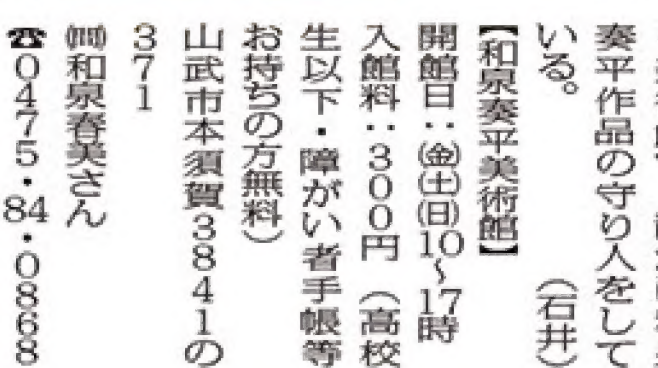 奏平作品の守り人をして
いる。（石井）
【和泉奏平美術館】
開館日：㈮㈯㈰10〜17時
入館料：300円（高校
生以下・障がい者手帳等
お持ちの方無料）
山武市本須賀3841の
371
㉄和泉春美さん
☎0475・84・0868